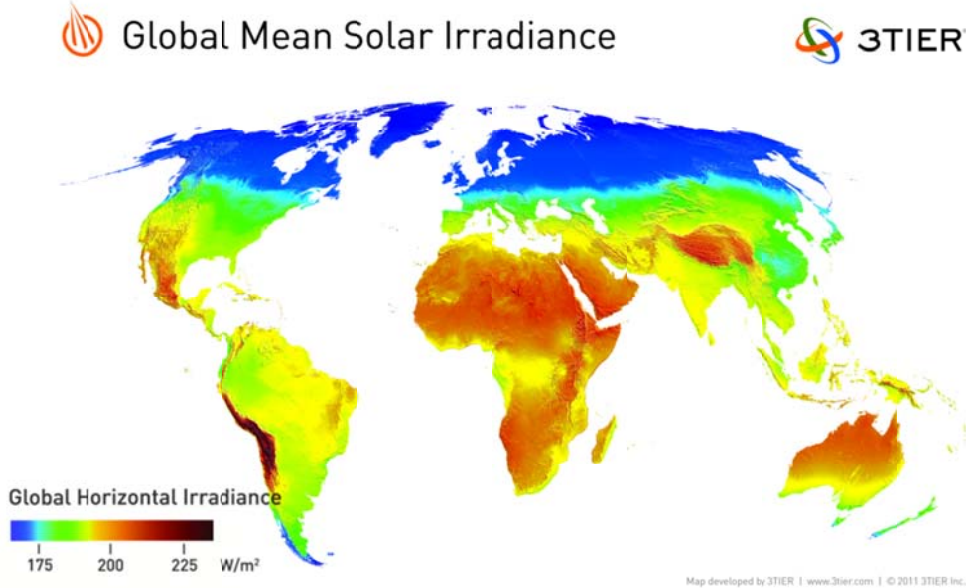 Global Mean Solar Irradiance
3TIER
Global Horizontal Irradiance
175 200 225 W/m²
Map developed by 3TIER | www.3tier.com | © 2011 3TIER Inc.